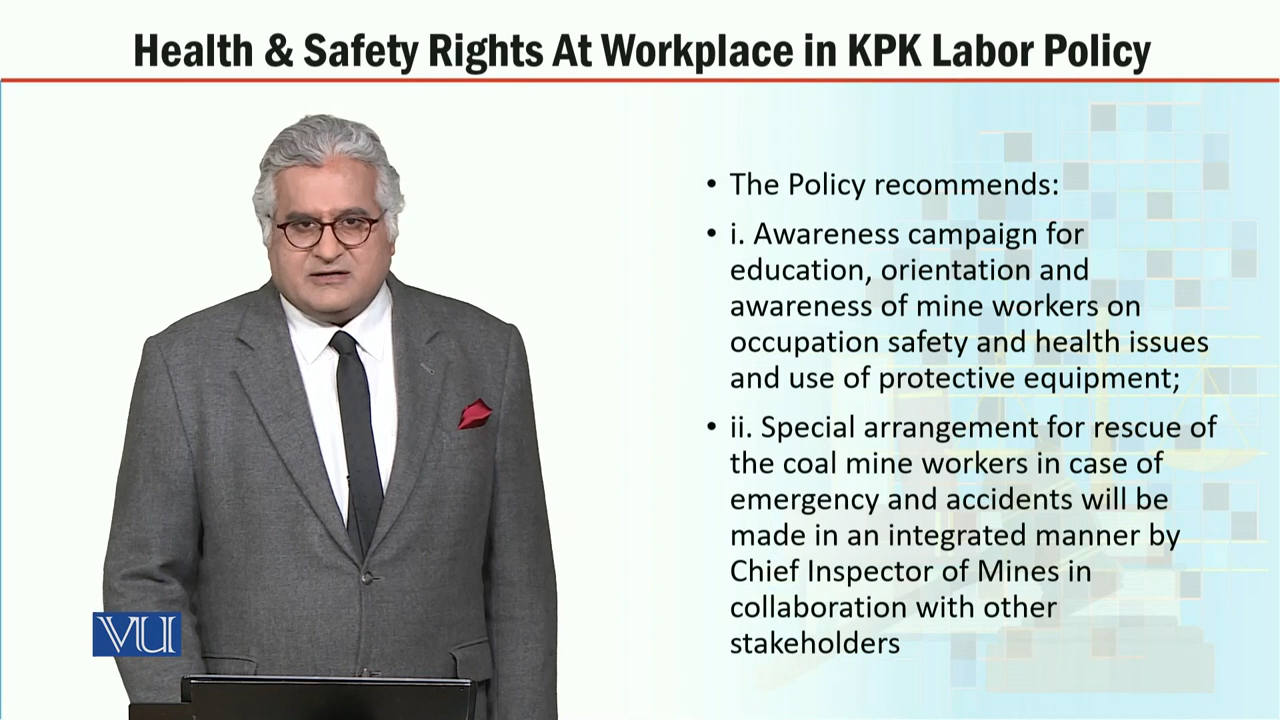 Health & Safety Rights At Workplace in KPK Labor Policy
• The Policy recommends:
• i. Awareness campaign for
education, orientation and
awareness of mine workers on
occupation safety and health issues
and use of protective equipment;
• ii. Special arrangement for rescue of
the coal mine workers in case of
emergency and accidents will be
made in an integrated manner by
Chief Inspector of Mines in
collaboration with other
stakeholders
VU